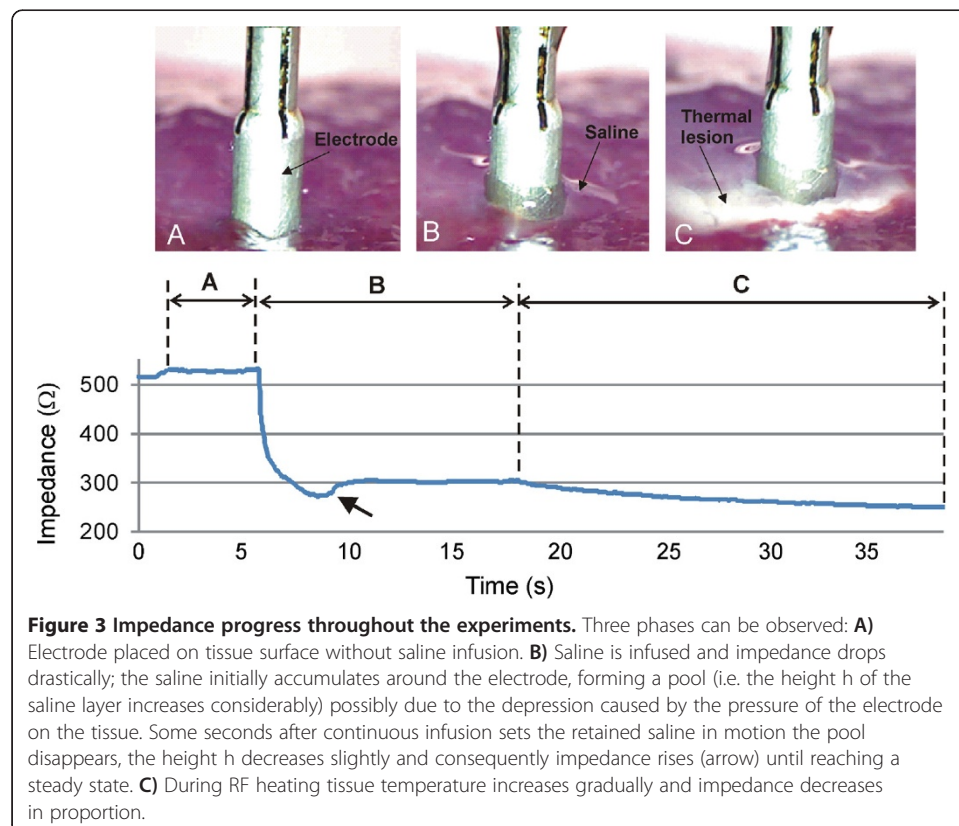 Electrode
A
Saline
B
Thermal
lesion
C
A
B
C
Impedance (Ω)
500
400
300
200
0
5
10
15
20
25
30
35
Time (s)
Figure 3 Impedance progress throughout the experiments. Three phases can be observed: A)
Electrode placed on tissue surface without saline infusion. B) Saline is infused and impedance drops
drastically; the saline initially accumulates around the electrode, forming a pool (i.e. the height h of the
saline layer increases considerably) possibly due to the depression caused by the pressure of the electrode
on the tissue. Some seconds after continuous infusion sets the retained saline in motion the pool
disappears, the height h decreases slightly and consequently impedance rises (arrow) until reaching a
steady state. C) During RF heating tissue temperature increases gradually and impedance decreases
in proportion.